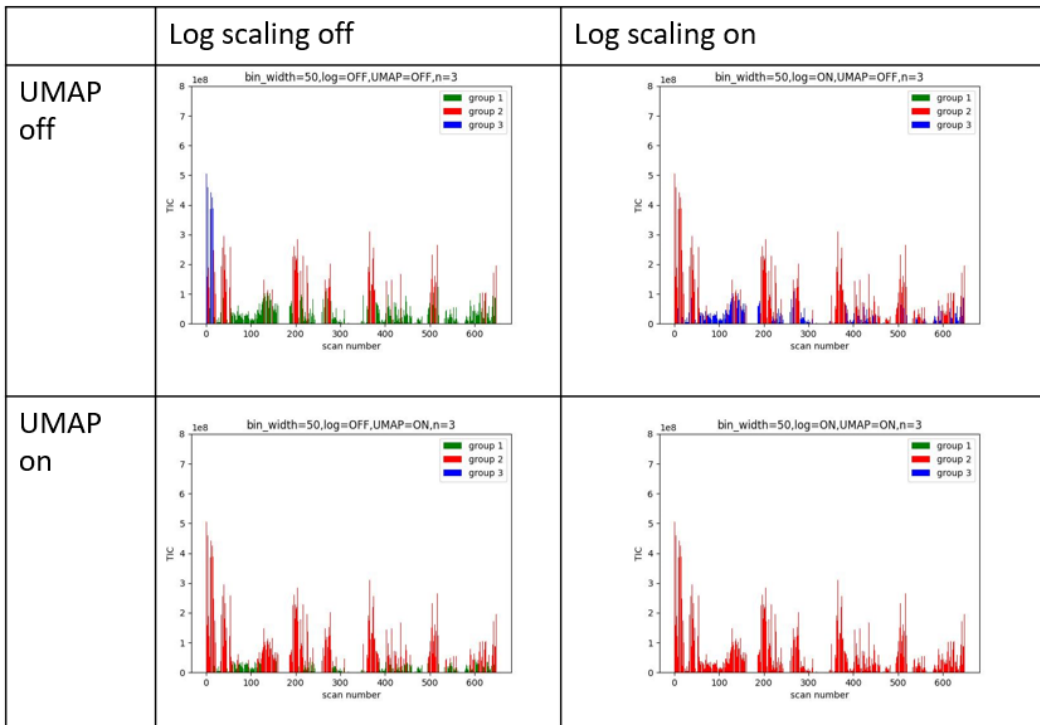 Log scaling off
Log scaling on
UMAP off
bin_width=50,log=OFF,UMAP=OFF,n=3
1e8
8
7
6
5
4
3
2
1
0
TIC
group 1
group 2
group 3
0 100 200 300 400 500 600
scan number
bin_width=50,log=ON,UMAP=OFF,n=3
1e8
8
7
6
5
4
3
2
1
0
TIC
group 1
group 2
group 3
0 100 200 300 400 500 600
scan number
UMAP on
bin_width=50,log=OFF,UMAP=ON,n=3
1e8
8
7
6
5
4
3
2
1
0
TIC
group 1
group 2
group 3
0 100 200 300 400 500 600
scan number
bin_width=50,log=ON,UMAP=ON,n=3
1e8
8
7
6
5
4
3
2
1
0
TIC
group 1
group 2
group 3
0 100 200 300 400 500 600
scan number